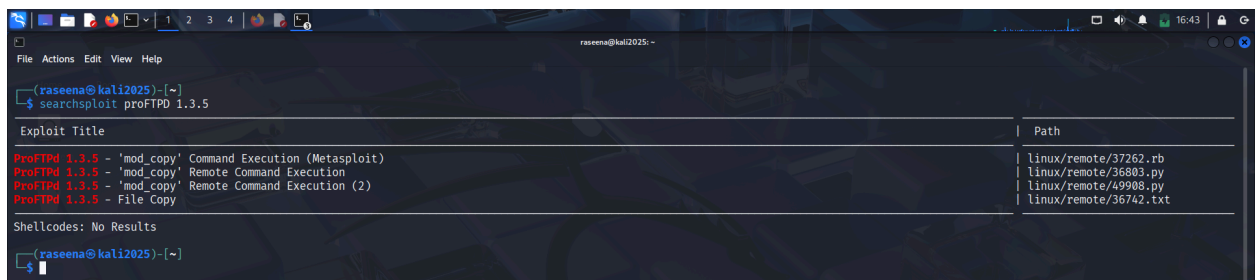 1 2 3 4 16:43
raseena@kali2025: ~
File Actions Edit View Help
┌──(raseena㉿kali2025)-[~]
└─$ searchsploit proFTPD 1.3.5
Exploit Title | Path
ProFTPd 1.3.5 - 'mod_copy' Command Execution (Metasploit) | linux/remote/37262.rb
ProFTPd 1.3.5 - 'mod_copy' Remote Command Execution | linux/remote/36803.py
ProFTPd 1.3.5 - 'mod_copy' Remote Command Execution (2) | linux/remote/49908.py
ProFTPd 1.3.5 - File Copy | linux/remote/36742.txt
Shellcodes: No Results
┌──(raseena㉿kali2025)-[~]
└─$